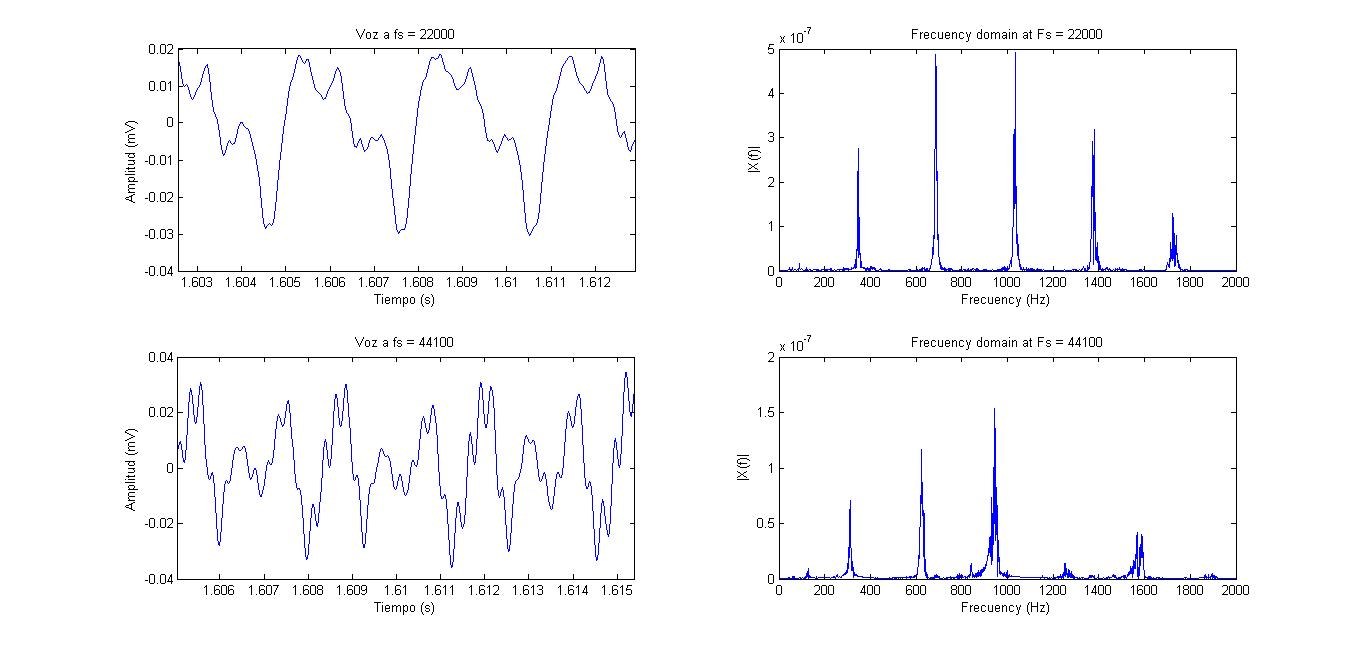 Voz a fs = 22000
0.02
0.01
0
-0.01
-0.02
-0.03
-0.04
Amplitud (mV)
1.603 1.604 1.605 1.606 1.607 1.608 1.609 1.61 1.611 1.612
Tiempo (s)
Frecuency domain at Fs = 22000
x 10-7
5
4
3
2
1
0
|X(f)|
0 200 400 600 800 1000 1200 1400 1600 1800 2000
Frecuency (Hz)
Voz a fs = 44100
0.04
0.02
0
-0.02
-0.04
Amplitud (mV)
1.606 1.607 1.608 1.609 1.61 1.611 1.612 1.613 1.614 1.615
Tiempo (s)
Frecuency domain at Fs = 44100
x 10-7
2
1.5
1
0.5
0
|X(f)|
0 200 400 600 800 1000 1200 1400 1600 1800 2000
Frecuency (Hz)